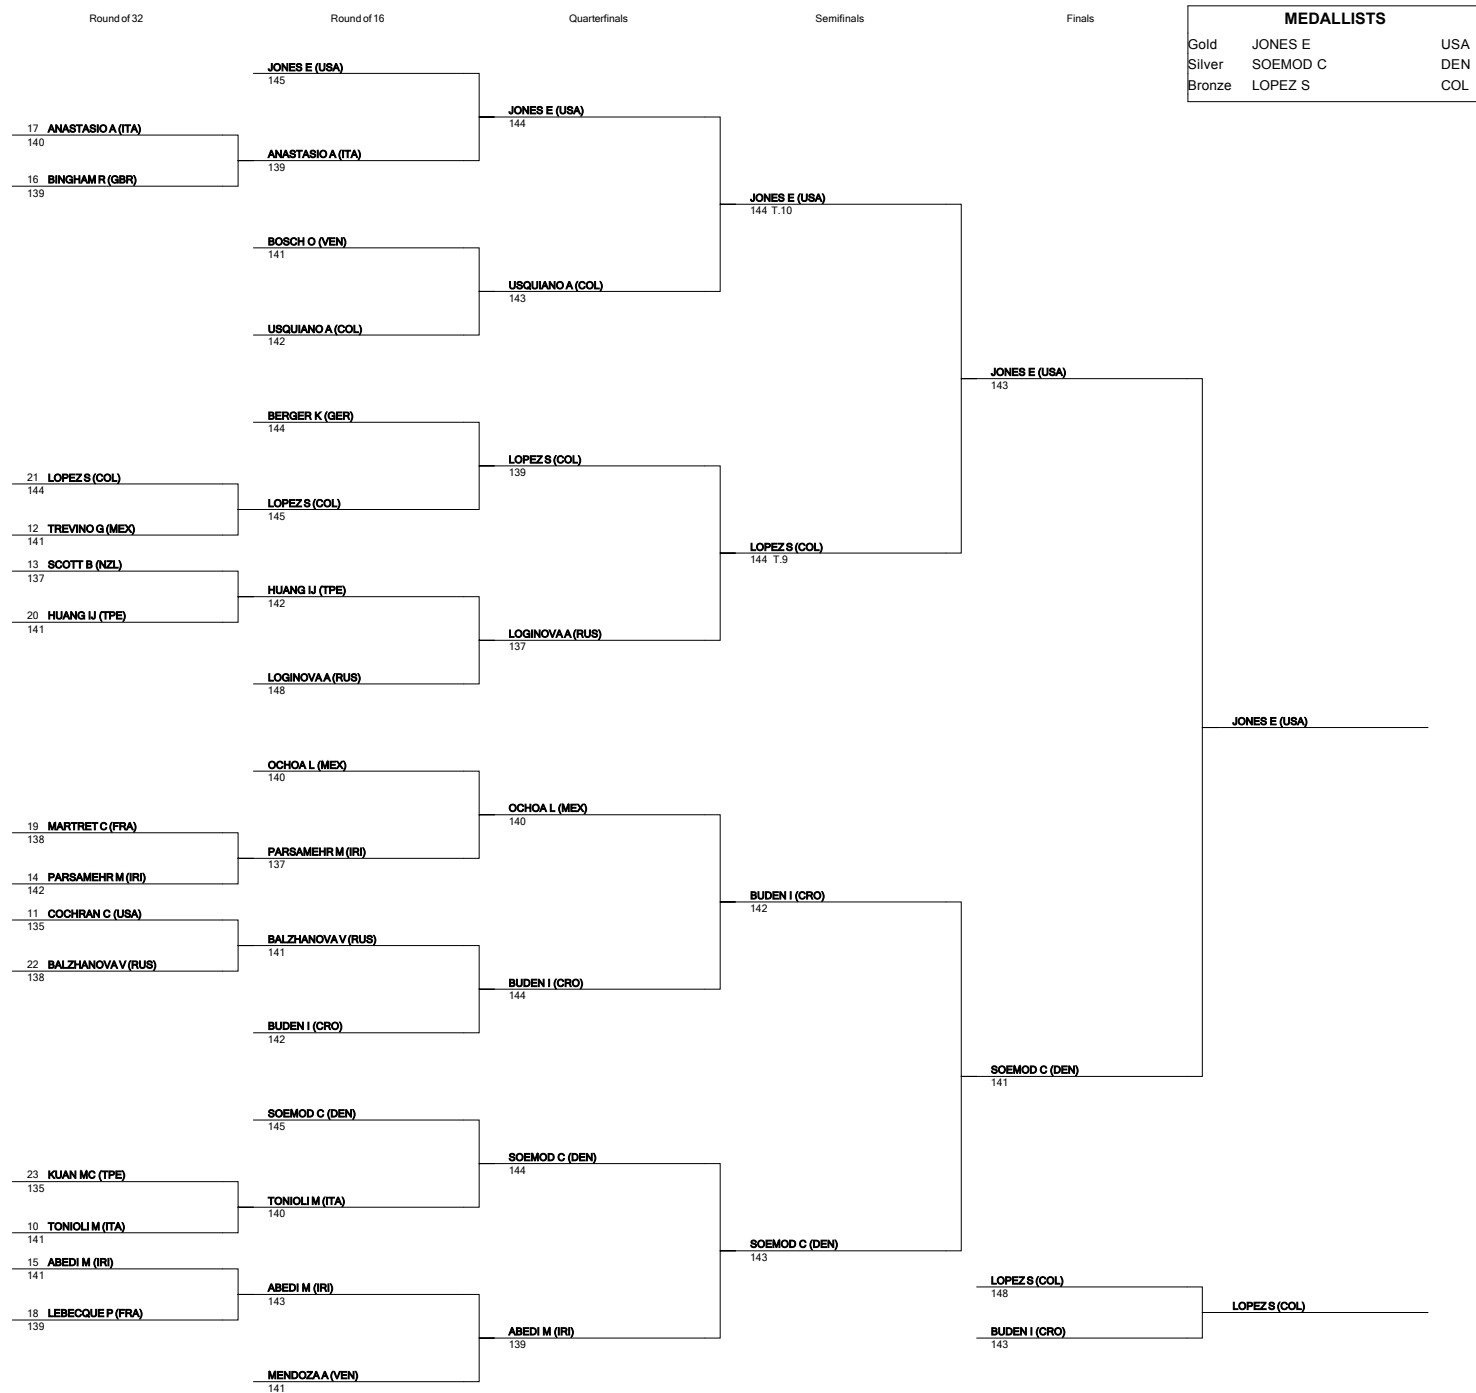 Round of 32 Round of 16 Quarterfinals Semifinals Finals
MEDALLISTS
Gold JONES E USA
Silver SOEMOD C DEN
Bronze LOPEZ S COL
JONES E (USA)
145
JONES E (USA)
144
17 ANASTASIO A (ITA)
140
ANASTASIO A (ITA)
139
16 BINGHAM R (GBR)
139
JONES E (USA)
144 T.10
BOSCH O (VEN)
141
USQUIANO A (COL)
143
USQUIANO A (COL)
142
JONES E (USA)
143
BERGER K (GER)
144
LOPEZ S (COL)
139
21 LOPEZ S (COL)
144
LOPEZ S (COL)
145
12 TREVINO G (MEX)
141
LOPEZ S (COL)
144 T.9
13 SCOTT B (NZL)
137
HUANG IJ (TPE)
142
20 HUANG IJ (TPE)
141
LOGINOVA A (RUS)
137
LOGINOVA A (RUS)
148
JONES E (USA)
OCHOA L (MEX)
140
OCHOA L (MEX)
140
19 MARTRET C (FRA)
138
PARSAMEHR M (IRI)
137
14 PARSAMEHR M (IRI)
142
BUDEN I (CRO)
142
11 COCHRAN C (USA)
135
BALZHANOVA V (RUS)
141
22 BALZHANOVA V (RUS)
138
BUDEN I (CRO)
144
BUDEN I (CRO)
142
SOEMOD C (DEN)
141
SOEMOD C (DEN)
145
SOEMOD C (DEN)
144
23 KUAN MC (TPE)
135
TONIOLI M (ITA)
140
10 TONIOLI M (ITA)
141
SOEMOD C (DEN)
143
15 ABEDI M (IRI)
141
ABEDI M (IRI)
143
LOPEZ S (COL)
148
LOPEZ S (COL)
18 LEBECQUE P (FRA)
139
ABEDI M (IRI)
139
BUDEN I (CRO)
143
MENDOZA A (VEN)
141